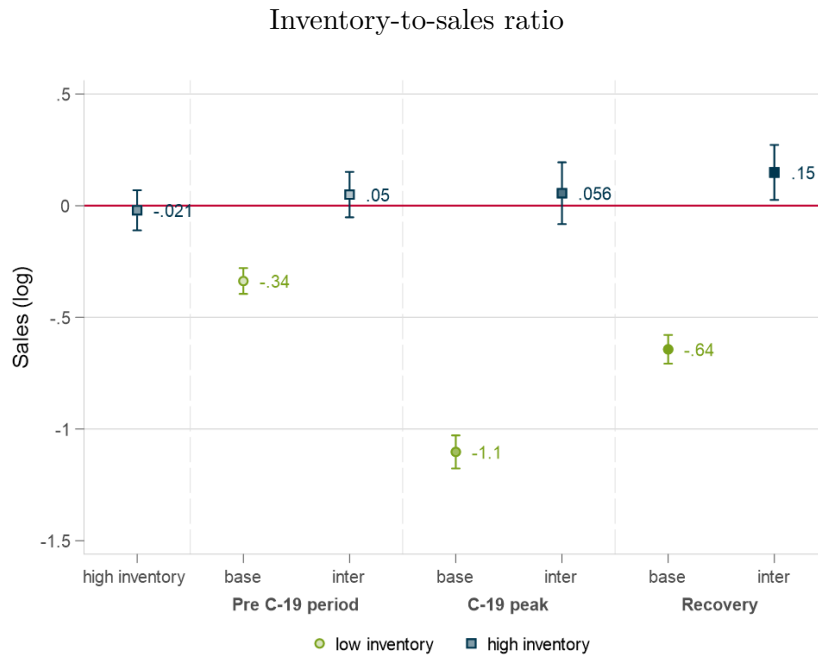 Inventory-to-sales ratio
.5
0
-.5
-1
-1.5
Sales (log)
-.021
-.34
.05
-1.1
.056
-.64
.15
high inventory base inter base inter base inter
Pre C-19 period C-19 peak Recovery
low inventory high inventory